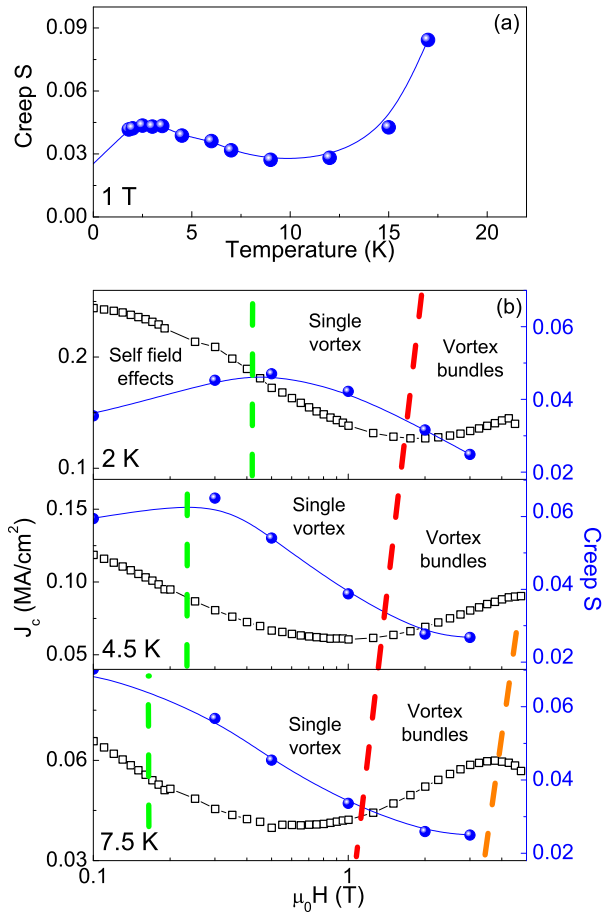 (a)
0.09
0.06
0.03
0.00
Creep S
1 T
0 5 10 15 20
Temperature (K)
(b)
0.2
0.1
Self field
effects
Single
vortex
Vortex
bundles
2 K
0.06
0.04
0.02
0.15
0.10
0.05
Single
vortex
Vortex
bundles
4.5 K
0.06
0.04
0.02
J_c (MA/cm²)
Creep S
0.06
0.03
Single
vortex
Vortex
bundles
7.5 K
0.06
0.04
0.02
0.1 1
μ₀H (T)